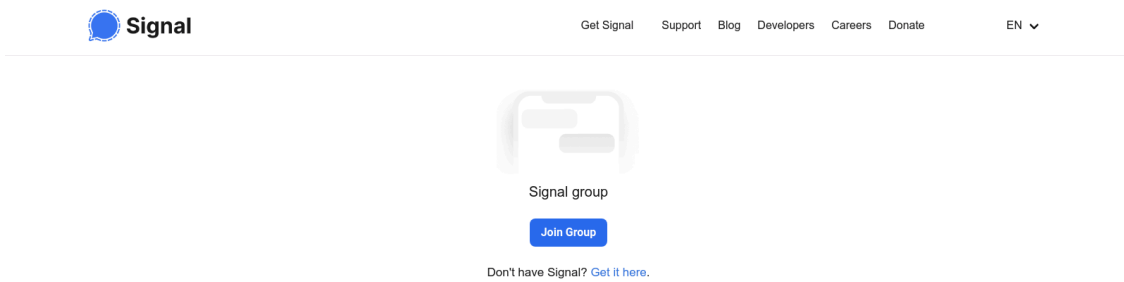 Signal
Get Signal Support Blog Developers Careers Donate EN
Signal group
Join Group
Don't have Signal? Get it here.